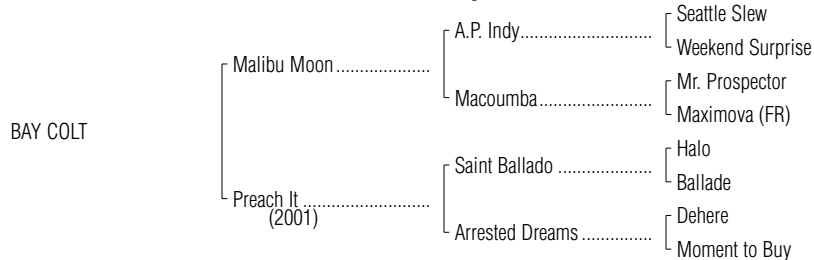 Seattle Slew
A.P. Indy..............................
Weekend Surprise
Malibu Moon.....................
Mr. Prospector
Macoumba..........................
Maximova (FR)
BAY COLT
Halo
Saint Ballado .....................
Ballade
Preach It ............................
(2001)
Dehere
Arrested Dreams................
Moment to Buy